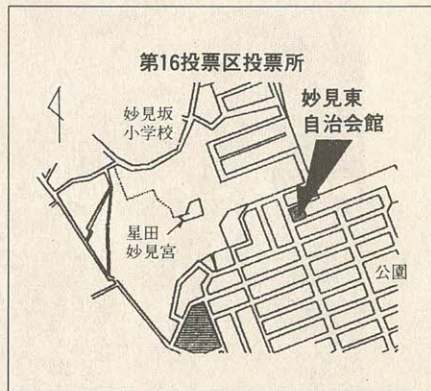 第16投票区投票所
妙見東
自治会館
妙見坂
小学校
星田
妙見宮
公園